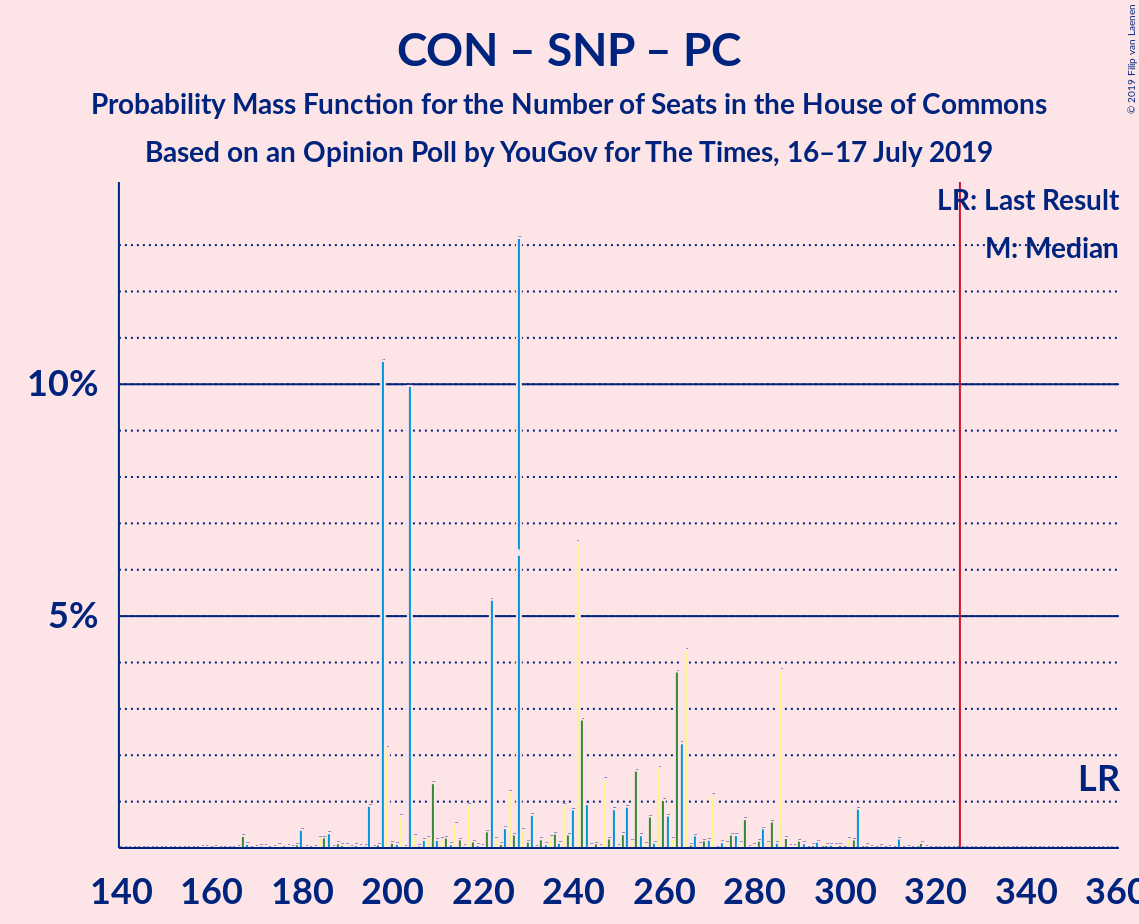 CON – SNP – PC
Probability Mass Function for the Number of Seats in the House of Commons
Based on an Opinion Poll by YouGov for The Times, 16–17 July 2019
© 2019 Filip van Laenen
LR: Last Result
M: Median
10%
5%
LR
140 160 180 200 220 240 260 280 300 320 340 360